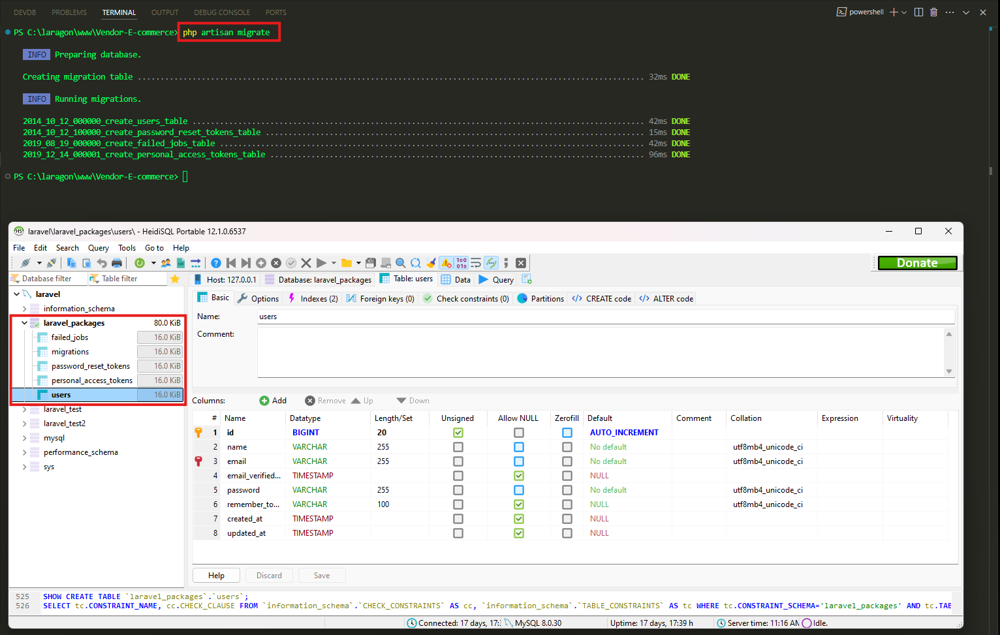 DEVDB PROBLEMS TERMINAL OUTPUT DEBUG CONSOLE PORTS powershell
PS C:\laragon\www\Vendor-E-commerce> php artisan migrate
INFO Preparing database.
Creating migration table ............................................................................................................... 32ms DONE
INFO Running migrations.
2014_10_12_000000_create_users_table ................................................................................................... 42ms DONE
2014_10_12_100000_create_password_reset_tokens_table ................................................................................... 15ms DONE
2019_08_19_000000_create_failed_jobs_table ............................................................................................. 42ms DONE
2019_12_14_000001_create_personal_access_tokens_table .................................................................................. 96ms DONE
PS C:\laragon\www\Vendor-E-commerce>
HS laravel\laravel_packages\users\ - HeidiSQL Portable 12.1.0.6537
File Edit Search Query Tools Go to Help
Donate
Database filter Table filter Host: 127.0.0.1 Database: laravel_packages Table: users Data Query
Basic Options Indexes (2) Foreign keys (0) Check constraints (0) Partitions CREATE code ALTER code
laravel
information_schema
laravel_packages 80.0 KiB
failed_jobs 16.0 KiB
migrations 16.0 KiB
password_reset_tokens 16.0 KiB
personal_access_tokens 16.0 KiB
users 16.0 KiB
laravel_test
laravel_test2
mysql
performance_schema
sys
Name: users
Comment:
Columns: Add Remove Up Down
# Name Datatype Length/Set Unsigned Allow NULL Zerofill Default Comment Collation Expression Virtuality
1 id BIGINT 20 AUTO_INCREMENT
2 name VARCHAR 255 No default utf8mb4_unicode_ci
3 email VARCHAR 255 No default utf8mb4_unicode_ci
4 email_verified... TIMESTAMP NULL
5 password VARCHAR 255 No default utf8mb4_unicode_ci
6 remember_to... VARCHAR 100 NULL utf8mb4_unicode_ci
7 created_at TIMESTAMP NULL
8 updated_at TIMESTAMP NULL
Help Discard Save
525 SHOW CREATE TABLE `laravel_packages`.`users`;
526 SELECT tc.CONSTRAINT_NAME, cc.CHECK_CLAUSE FROM `information_schema`.`CHECK_CONSTRAINTS` AS cc, `information_schema`.`TABLE_CONSTRAINTS` AS tc WHERE tc.CONSTRAINT_SCHEMA='laravel_packages' AND tc.TAB
Connected: 17 days, 17: MySQL 8.0.30 Uptime: 17 days, 17:39 h Server time: 11:16 AM Idle.